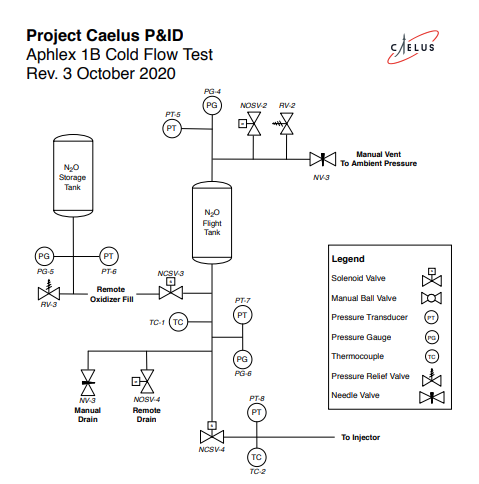 Project Caelus P&ID
Aphlex 1B Cold Flow Test
Rev. 3 October 2020
CAELUS
PG-4
PG
PT-5
PT
NOSV-2
RV-2
Manual Vent
To Ambient Pressure
NV-3
N2O
Storage
Tank
N2O
Flight
Tank
PG
PG-5
PT
PT-6
RV-3
Remote
Oxidizer Fill
NCSV-3
TC-1
TC
PT-7
PT
PG
PG-6
NV-3
Manual
Drain
NOSV-4
Remote
Drain
PT-8
PT
NCSV-4
TC
TC-2
To Injector
Legend
Solenoid Valve
Manual Ball Valve
Pressure Transducer
PT
Pressure Gauge
PG
Thermocouple
TC
Pressure Relief Valve
Needle Valve